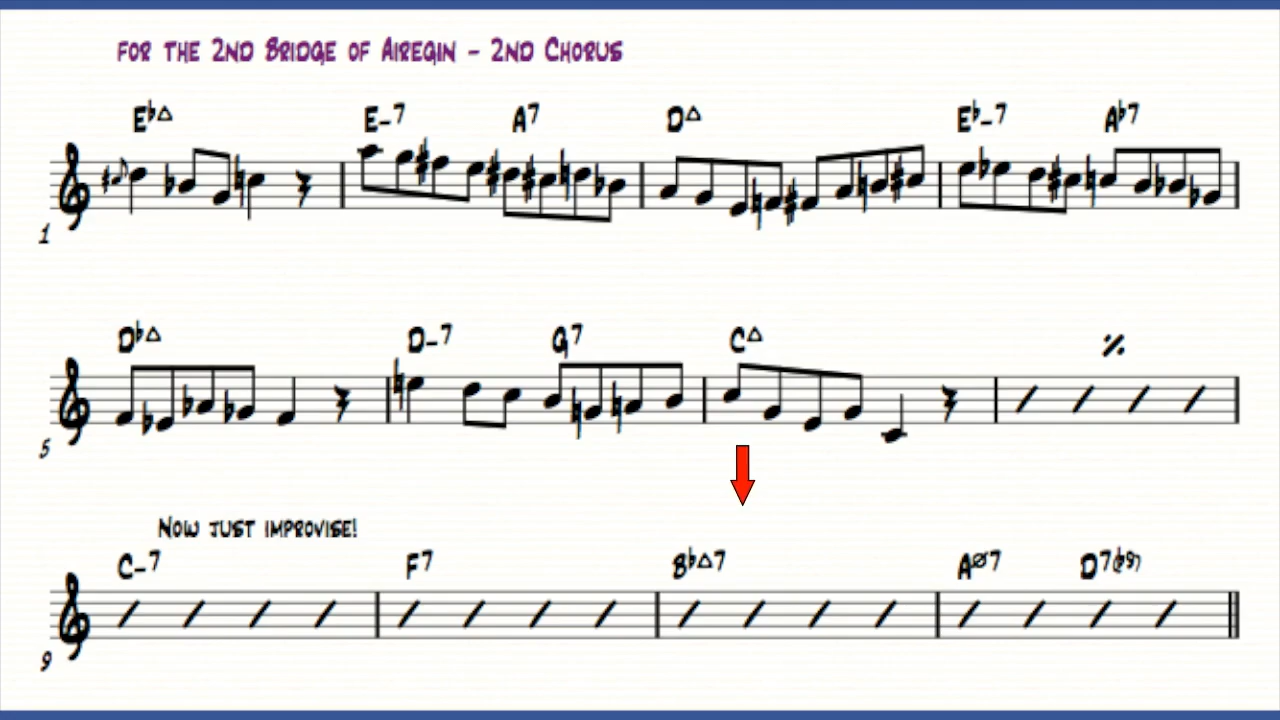 FOR THE 2ND BRIDGE OF AIREGIN - 2ND CHORUS
E♭△ E-7 A7 D△ E♭-7 A♭7
1
D♭△ D-7 G7 C△ 𝄎
5
NOW JUST IMPROVISE!
C-7 F7 B♭△7 Aø7 D7(♭9)
9